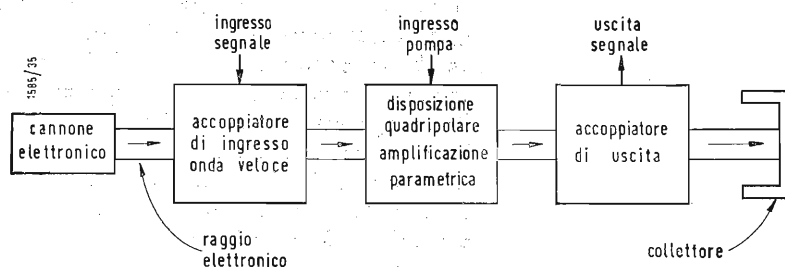 ingresso
segnale
ingresso
pompa
uscita
segnale
1585/35
cannone
elettronico
accoppiatore
di ingresso
onda veloce
disposizione
quadripolare
amplificazione
parametrica
accoppiatore
di uscita
raggio
elettronico
collettore